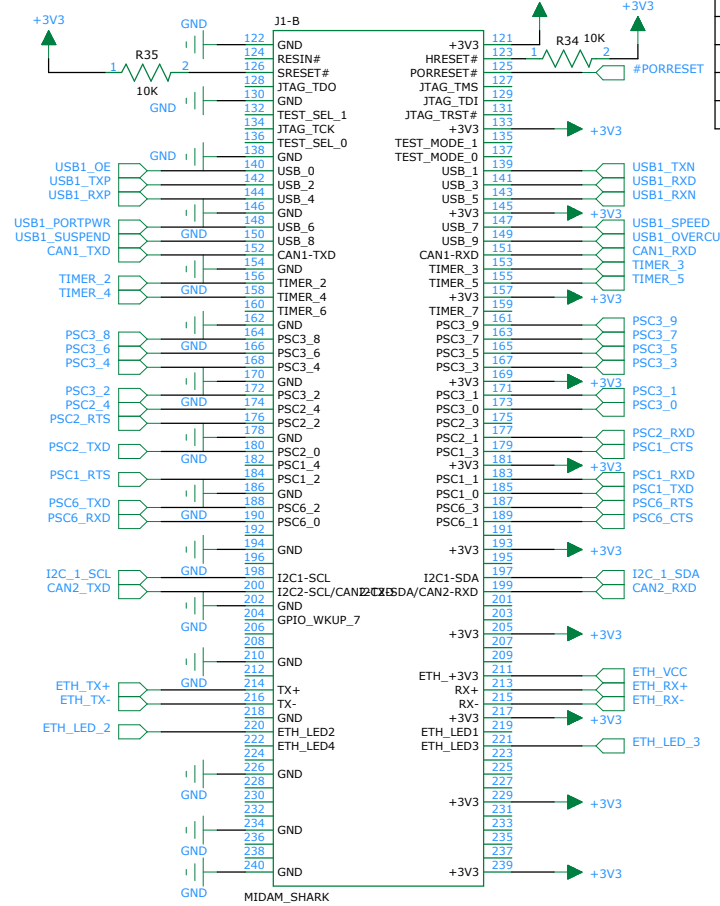 +3V3
J1-B
+3V3
R35
1
2
10K
R34
10K
1
2
122 GND +3V3 121
124 RESIN# HRESET# 123
126 SRESET# PORRESET# 125 #PORRESET
128 JTAG_TDO JTAG_TMS 127
GND 130 GND JTAG_TDI 129
132 TEST_SEL_1 JTAG_TRST# 131
134 JTAG_TCK +3V3 133 +3V3
136 TEST_SEL_0 TEST_MODE_1 135
GND 138 GND TEST_MODE_0 137
USB1_OE 140 USB_0 USB_1 139 USB1_TXN
USB1_TXP 142 USB_2 USB_3 141 USB1_RXD
USB1_RXP 144 USB_4 USB_5 143 USB1_RXN
146 GND +3V3 145 +3V3
USB1_PORTPWR 148 USB_6 USB_7 147 USB1_SPEED
GND
USB1_SUSPEND 150 USB_8 USB_9 149 USB1_OVERCU
CAN1_TXD 152 CAN1-TXD CAN1-RXD 151 CAN1_RXD
154 GND TIMER_3 153 TIMER_3
TIMER_2 156 TIMER_2 TIMER_5 155 TIMER_5
GND
TIMER_4 158 TIMER_4 +3V3 157 +3V3
160 TIMER_6 TIMER_7 159
162 GND PSC3_9 161 PSC3_9
PSC3_8 164 PSC3_8 PSC3_7 163 PSC3_7
GND
PSC3_6 166 PSC3_6 PSC3_5 165 PSC3_5
PSC3_4 168 PSC3_4 PSC3_3 167 PSC3_3
170 GND +3V3 169 +3V3
PSC3_2 172 PSC3_2 PSC3_1 171 PSC3_1
GND
PSC2_4 174 PSC2_4 PSC3_0 173 PSC3_0
PSC2_RTS 176 PSC2_2 PSC2_3 175
178 GND PSC2_1 177 PSC2_RXD
PSC2_TXD 180 PSC2_0 PSC1_3 179 PSC1_CTS
GND
182 PSC1_4 +3V3 181 +3V3
PSC1_RTS 184 PSC1_2 PSC1_1 183 PSC1_RXD
186 GND PSC1_0 185 PSC1_TXD
PSC6_TXD 188 PSC6_2 PSC6_3 187 PSC6_RTS
GND
PSC6_RXD 190 PSC6_0 PSC6_1 189 PSC6_CTS
192 191
194 GND +3V3 193 +3V3
196 195
GND
I2C_1_SCL 198 I2C1-SCL I2C1-SDA 197 I2C_1_SDA
CAN2_TXD 200 I2C2-SCL/CAN2-TXD I2C2-SDA/CAN2-RXD 199 CAN2_RXD
202 GND 201
204 GPIO_WKUP_7 203
GND
206 +3V3 205 +3V3
208 207
210 GND 209
212 ETH_+3V3 211 ETH_VCC
GND
ETH_TX+ 214 TX+ RX+ 213 ETH_RX+
ETH_TX- 216 TX- RX- 215 ETH_RX-
218 GND +3V3 217 +3V3
ETH_LED_2 220 ETH_LED2 ETH_LED1 219
GND
222 ETH_LED4 ETH_LED3 221 ETH_LED_3
224 223
226 GND 225
228 227
GND
230 +3V3 229 +3V3
232 231
234 GND 233
236 235
GND
238 237
240 GND +3V3 239 +3V3
GND
MIDAM_SHARK